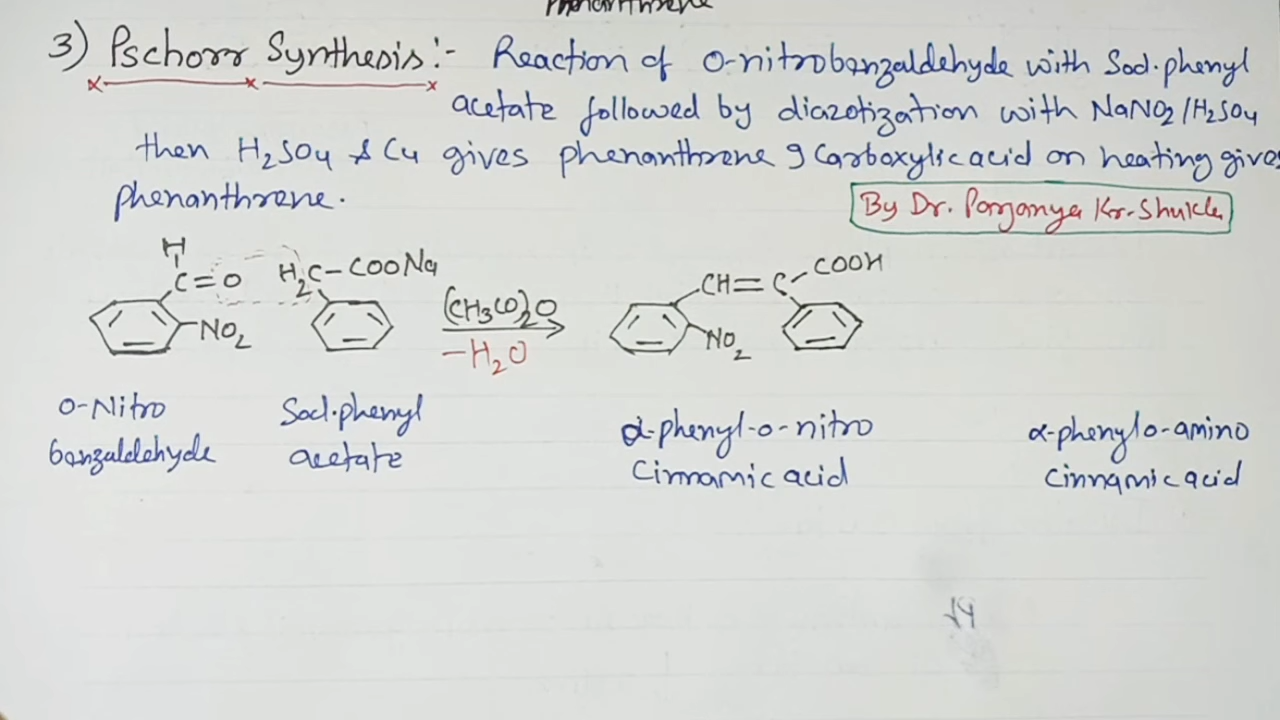 Phenanthrene
3) Pschorr Synthesis:- Reaction of o-nitrobenzaldehyde with Sod. phenyl
acetate followed by diazotization with NaNO2/H2SO4
then H2SO4 & Cu gives phenanthrene 9 Carboxylic acid on heating gives
phenanthrene.
By Dr. Parjanya Kr. Shukla
H
C=O H2C-COONa
NO2
(CH3CO)2O
-H2O
CH=C COOH
NO2
o-Nitro benzaldehyde
Sod. phenyl acetate
α-phenyl-o-nitro Cinnamic acid
α-phenyl o-amino Cinnamic acid